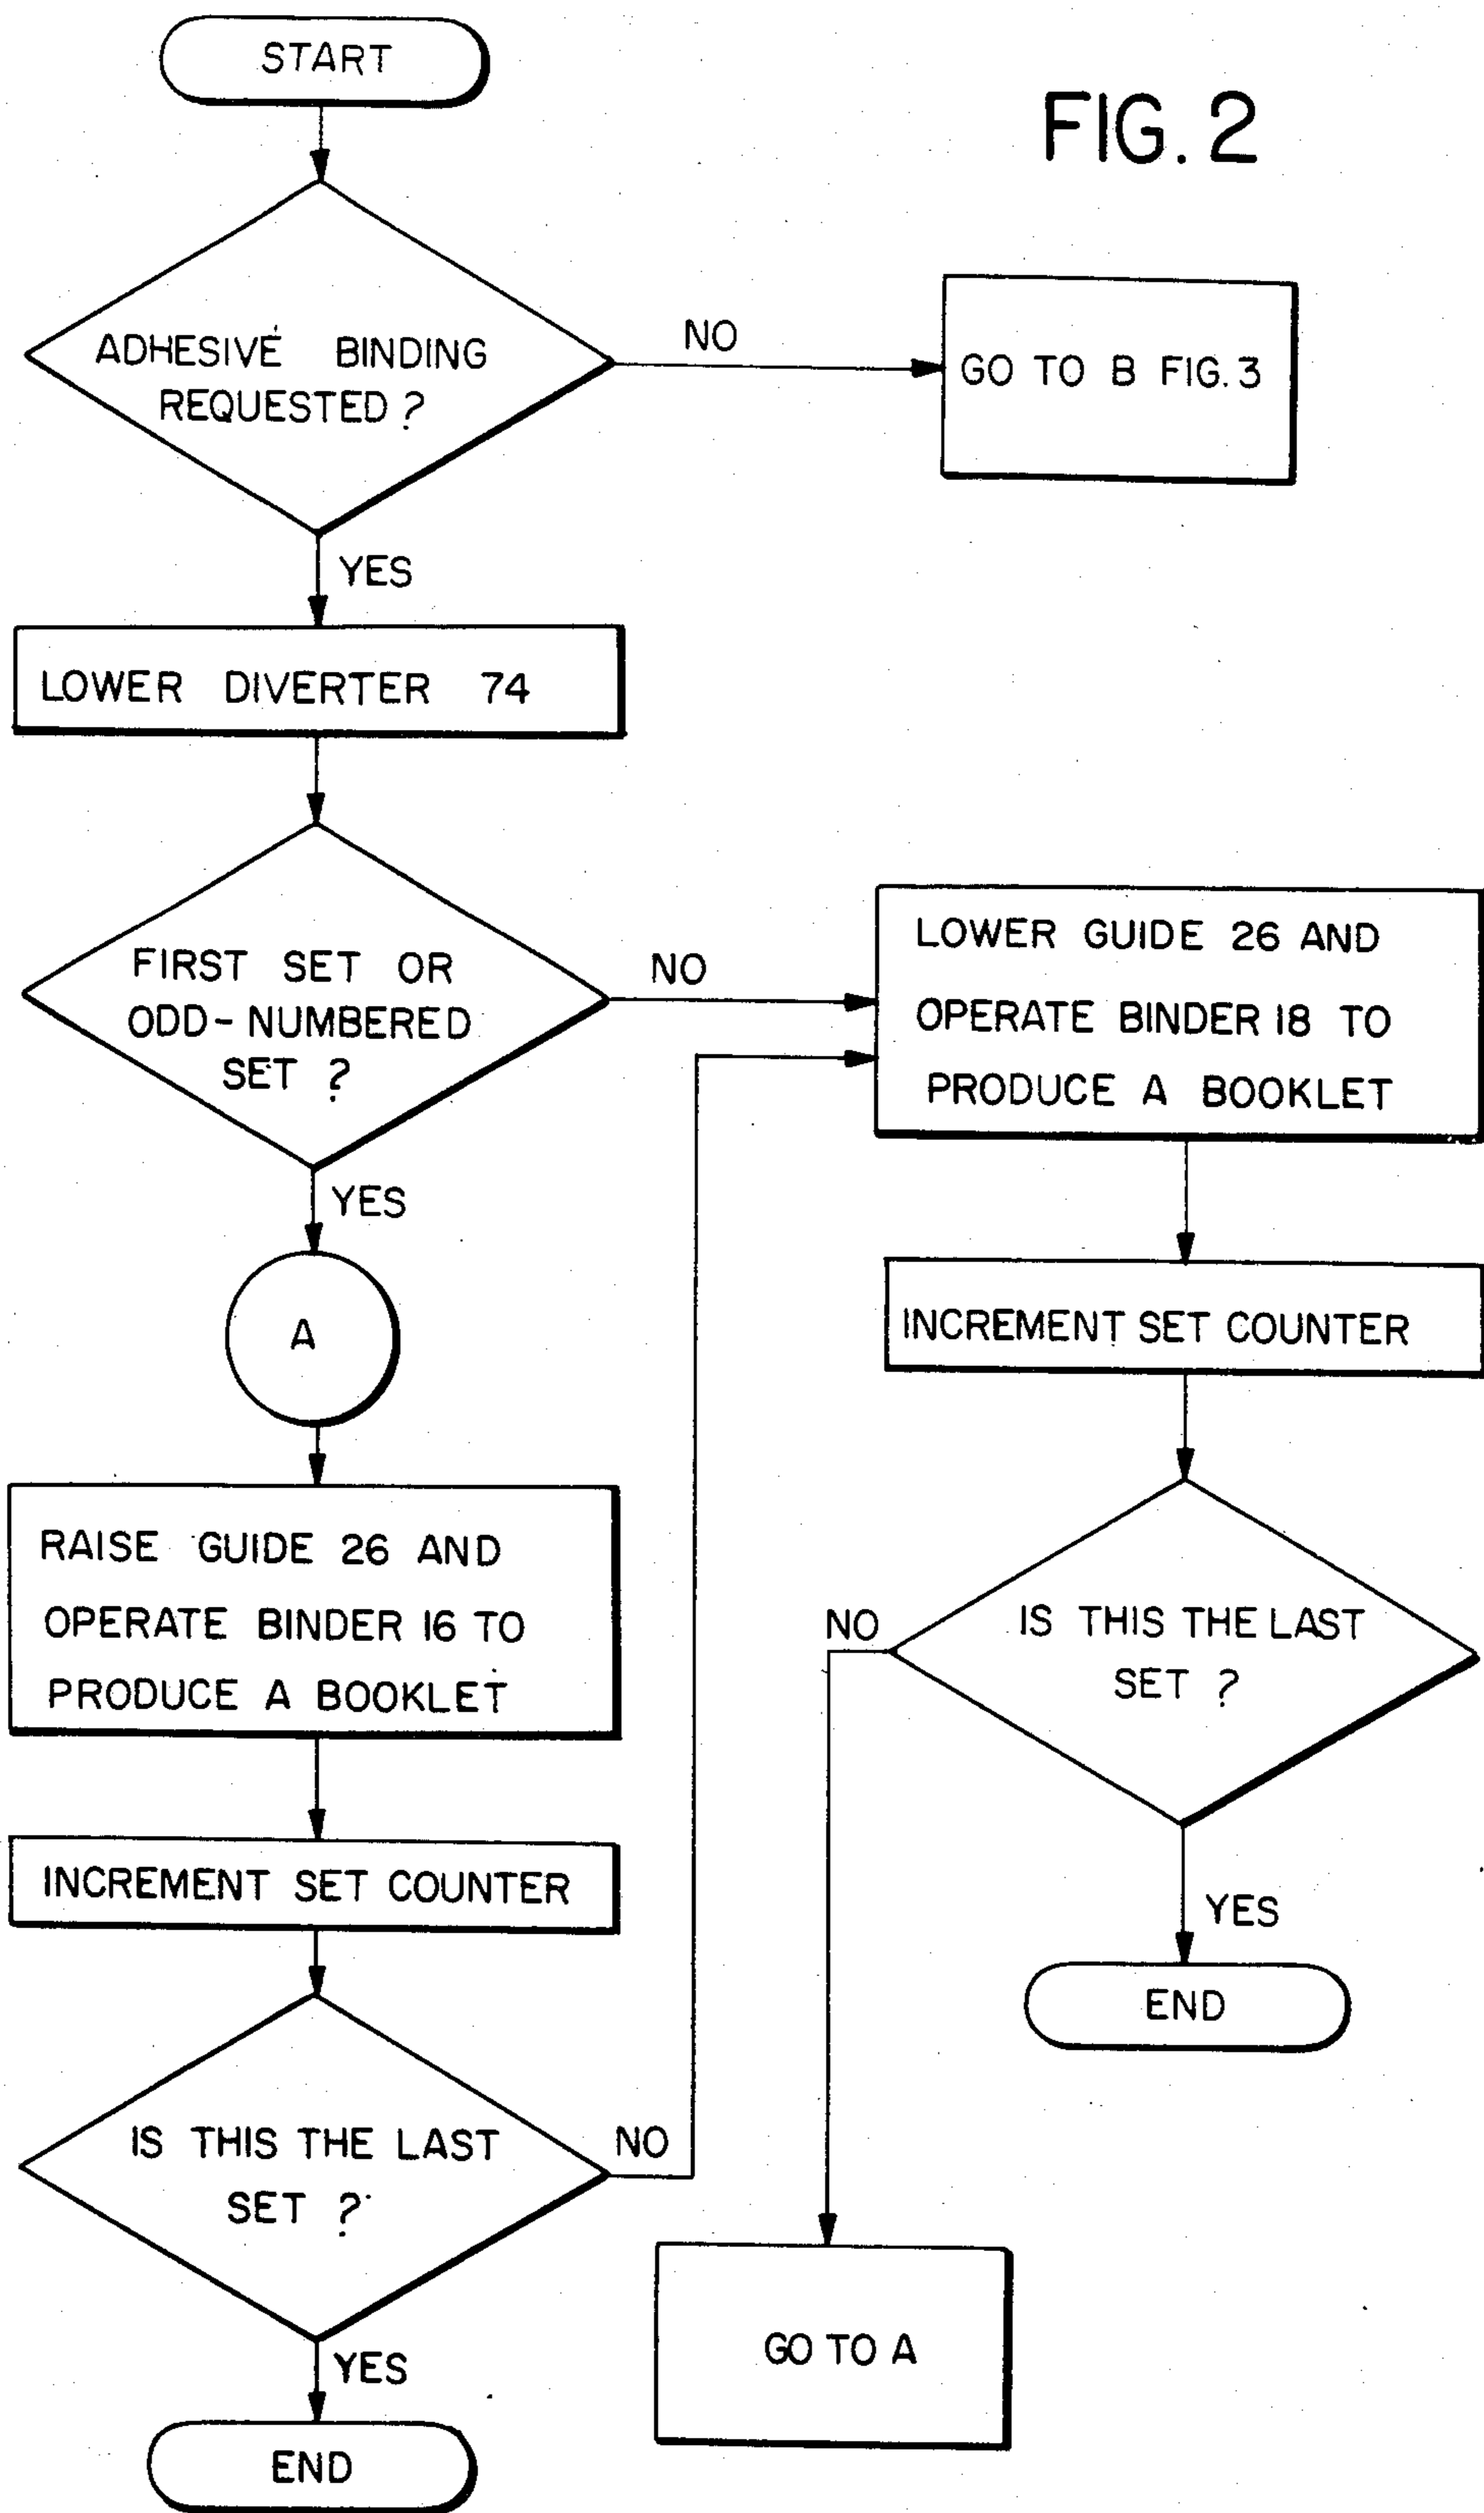 START
FIG. 2
ADHESIVE BINDING
REQUESTED ?
NO
GO TO B FIG. 3
YES
LOWER DIVERTER 74
FIRST SET OR
ODD-NUMBERED
SET ?
NO
YES
A
RAISE GUIDE 26 AND
OPERATE BINDER 16 TO
PRODUCE A BOOKLET
INCREMENT SET COUNTER
IS THIS THE LAST
SET ?
NO
YES
END
LOWER GUIDE 26 AND
OPERATE BINDER 18 TO
PRODUCE A BOOKLET
INCREMENT SET COUNTER
IS THIS THE LAST
SET ?
NO
YES
END
GO TO A